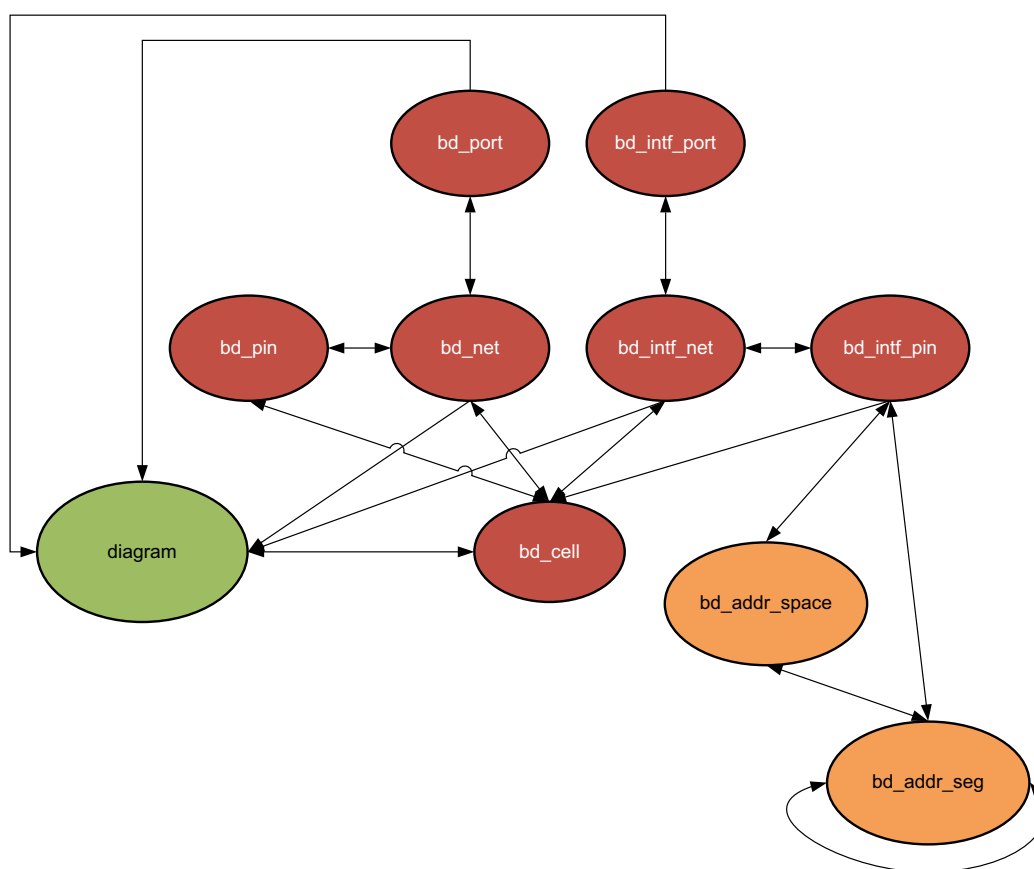 bd_port
bd_intf_port
bd_pin
bd_net
bd_intf_net
bd_intf_pin
diagram
bd_cell
bd_addr_space
bd_addr_seg